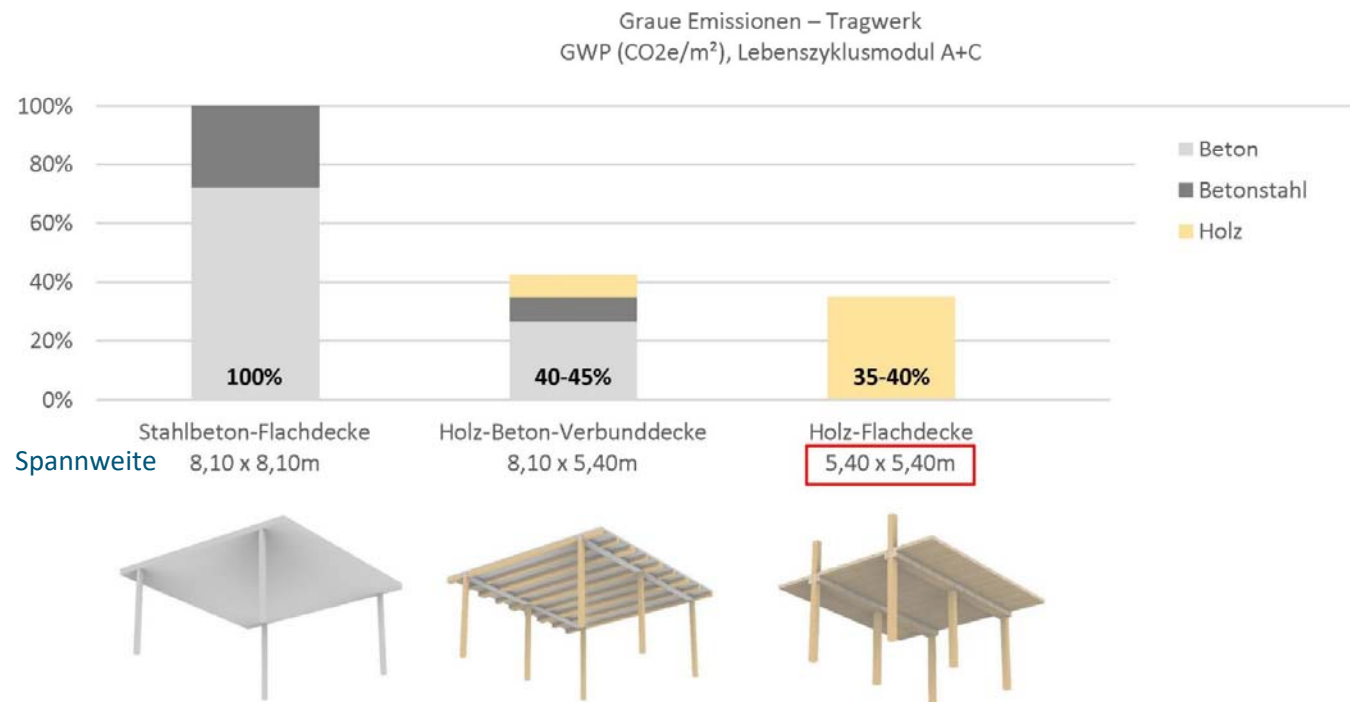 Graue Emissionen – Tragwerk
GWP (CO2e/m²), Lebenszyklusmodul A+C
100%
80%
60%
40%
20%
0%
Beton
Betonstahl
Holz
100%
40-45%
35-40%
Stahlbeton-Flachdecke
Holz-Beton-Verbunddecke
Holz-Flachdecke
Spannweite
8,10 x 8,10m
8,10 x 5,40m
5,40 x 5,40m